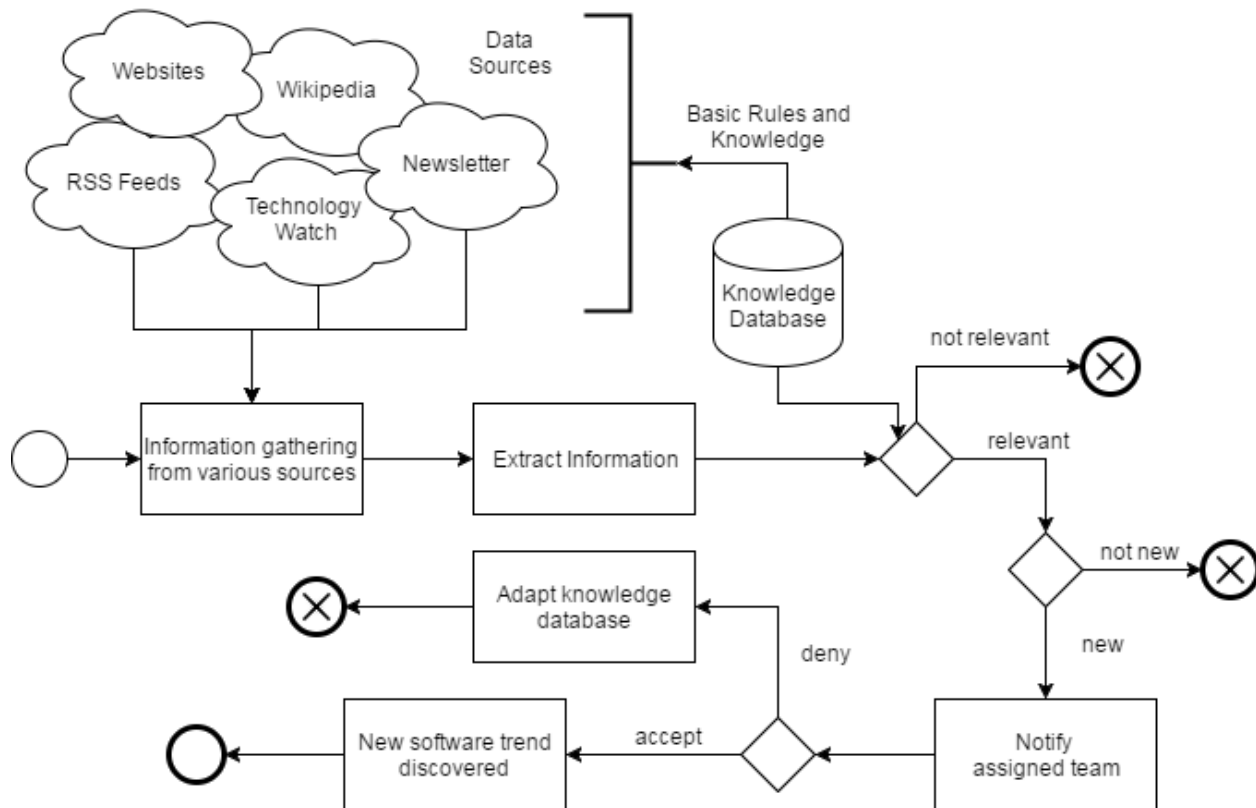 Websites
Wikipedia
Data
Sources
Newsletter
RSS Feeds
Technology
Watch
Basic Rules and
Knowledge
Knowledge
Database
not relevant
Information gathering
from various sources
Extract Information
relevant
not new
Adapt knowledge
database
deny
new
New software trend
discovered
accept
Notify
assigned team